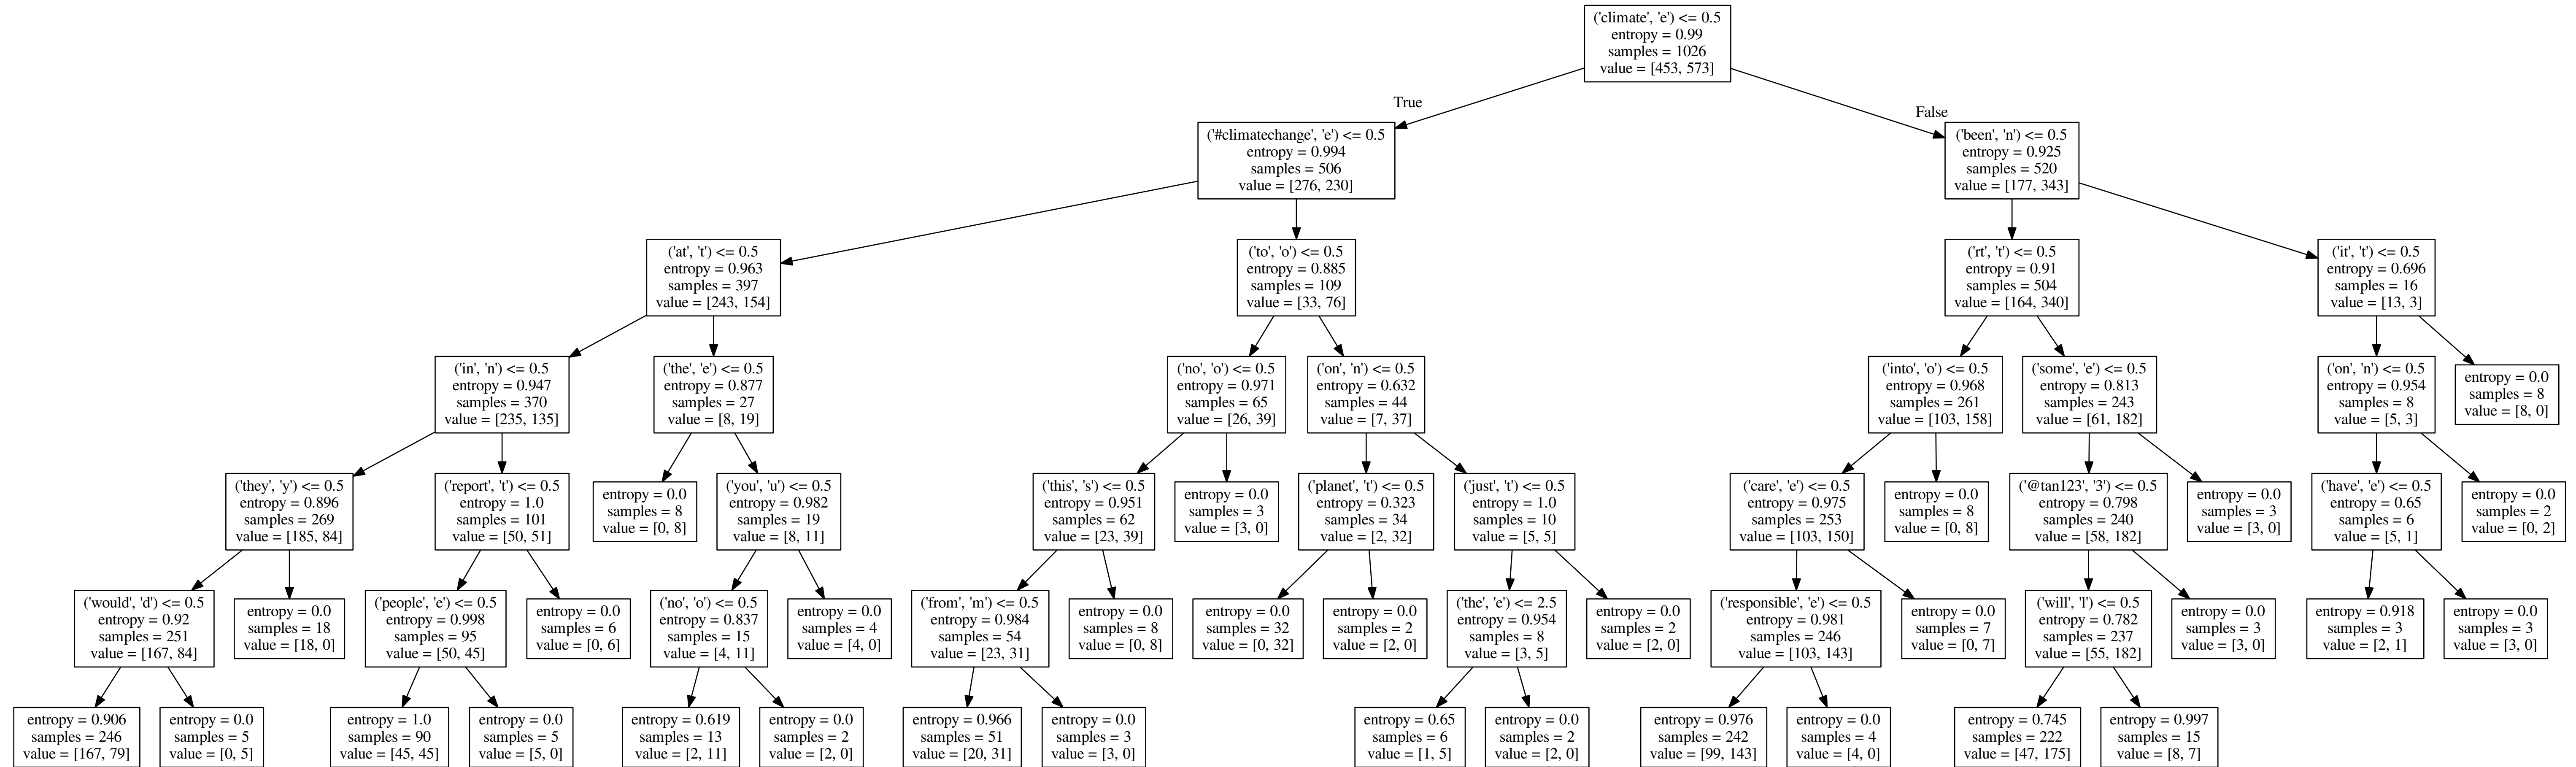 ('climate', 'e') <= 0.5
entropy = 0.99
samples = 1026
value = [453, 573]
True
False
('#climatechange', 'e') <= 0.5
entropy = 0.994
samples = 506
value = [276, 230]
('been', 'n') <= 0.5
entropy = 0.925
samples = 520
value = [177, 343]
('at', 't') <= 0.5
entropy = 0.963
samples = 397
value = [243, 154]
('to', 'o') <= 0.5
entropy = 0.885
samples = 109
value = [33, 76]
('rt', 't') <= 0.5
entropy = 0.91
samples = 504
value = [164, 340]
('it', 't') <= 0.5
entropy = 0.696
samples = 16
value = [13, 3]
('in', 'n') <= 0.5
entropy = 0.947
samples = 370
value = [235, 135]
('the', 'e') <= 0.5
entropy = 0.877
samples = 27
value = [8, 19]
('no', 'o') <= 0.5
entropy = 0.971
samples = 65
value = [26, 39]
('on', 'n') <= 0.5
entropy = 0.632
samples = 44
value = [7, 37]
('into', 'o') <= 0.5
entropy = 0.968
samples = 261
value = [103, 158]
('some', 'e') <= 0.5
entropy = 0.813
samples = 243
value = [61, 182]
('on', 'n') <= 0.5
entropy = 0.954
samples = 8
value = [5, 3]
entropy = 0.0
samples = 8
value = [8, 0]
('they', 'y') <= 0.5
entropy = 0.896
samples = 269
value = [185, 84]
('report', 't') <= 0.5
entropy = 1.0
samples = 101
value = [50, 51]
entropy = 0.0
samples = 8
value = [0, 8]
('you', 'u') <= 0.5
entropy = 0.982
samples = 19
value = [8, 11]
('this', 's') <= 0.5
entropy = 0.951
samples = 62
value = [23, 39]
entropy = 0.0
samples = 3
value = [3, 0]
('planet', 't') <= 0.5
entropy = 0.323
samples = 34
value = [2, 32]
('just', 't') <= 0.5
entropy = 1.0
samples = 10
value = [5, 5]
('care', 'e') <= 0.5
entropy = 0.975
samples = 253
value = [103, 150]
entropy = 0.0
samples = 8
value = [0, 8]
('@tan123', '3') <= 0.5
entropy = 0.798
samples = 240
value = [58, 182]
entropy = 0.0
samples = 3
value = [3, 0]
('have', 'e') <= 0.5
entropy = 0.65
samples = 6
value = [5, 1]
entropy = 0.0
samples = 2
value = [0, 2]
('would', 'd') <= 0.5
entropy = 0.92
samples = 251
value = [167, 84]
entropy = 0.0
samples = 18
value = [18, 0]
('people', 'e') <= 0.5
entropy = 0.998
samples = 95
value = [50, 45]
entropy = 0.0
samples = 6
value = [0, 6]
('no', 'o') <= 0.5
entropy = 0.837
samples = 15
value = [4, 11]
entropy = 0.0
samples = 4
value = [4, 0]
('from', 'm') <= 0.5
entropy = 0.984
samples = 54
value = [23, 31]
entropy = 0.0
samples = 8
value = [0, 8]
entropy = 0.0
samples = 32
value = [0, 32]
entropy = 0.0
samples = 2
value = [2, 0]
('the', 'e') <= 2.5
entropy = 0.954
samples = 8
value = [3, 5]
entropy = 0.0
samples = 2
value = [2, 0]
('responsible', 'e') <= 0.5
entropy = 0.981
samples = 246
value = [103, 143]
entropy = 0.0
samples = 7
value = [0, 7]
('will', 'l') <= 0.5
entropy = 0.782
samples = 237
value = [55, 182]
entropy = 0.0
samples = 3
value = [3, 0]
entropy = 0.918
samples = 3
value = [2, 1]
entropy = 0.0
samples = 3
value = [3, 0]
entropy = 0.906
samples = 246
value = [167, 79]
entropy = 0.0
samples = 5
value = [0, 5]
entropy = 1.0
samples = 90
value = [45, 45]
entropy = 0.0
samples = 5
value = [5, 0]
entropy = 0.619
samples = 13
value = [2, 11]
entropy = 0.0
samples = 2
value = [2, 0]
entropy = 0.966
samples = 51
value = [20, 31]
entropy = 0.0
samples = 3
value = [3, 0]
entropy = 0.65
samples = 6
value = [1, 5]
entropy = 0.0
samples = 2
value = [2, 0]
entropy = 0.976
samples = 242
value = [99, 143]
entropy = 0.0
samples = 4
value = [4, 0]
entropy = 0.745
samples = 222
value = [47, 175]
entropy = 0.997
samples = 15
value = [8, 7]